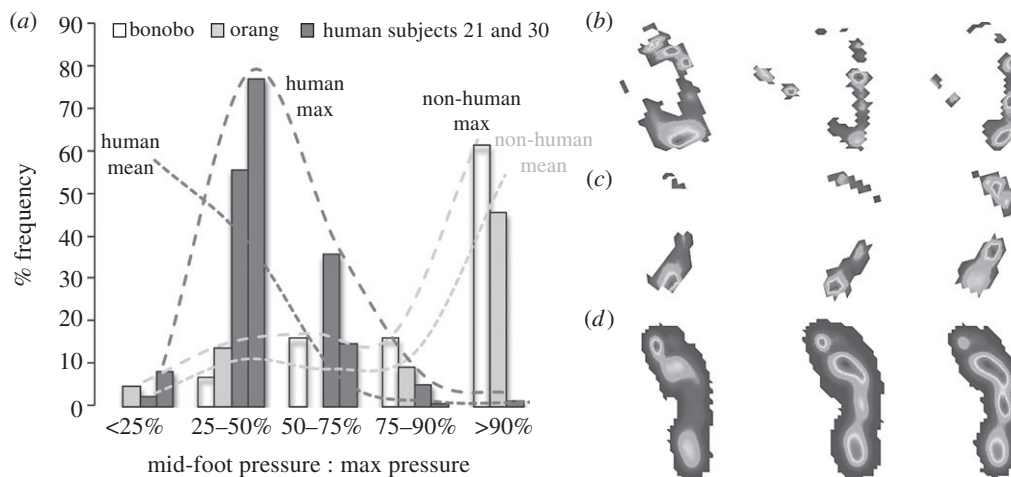 (a)
90
80
70
60
50
40
30
20
10
0
% frequency
bonobo orang human subjects 21 and 30
human
mean
human
max
non-human
max
non-human
mean
<25% 25–50% 50–75% 75–90% >90%
mid-foot pressure : max pressure
(b)
(c)
(d)